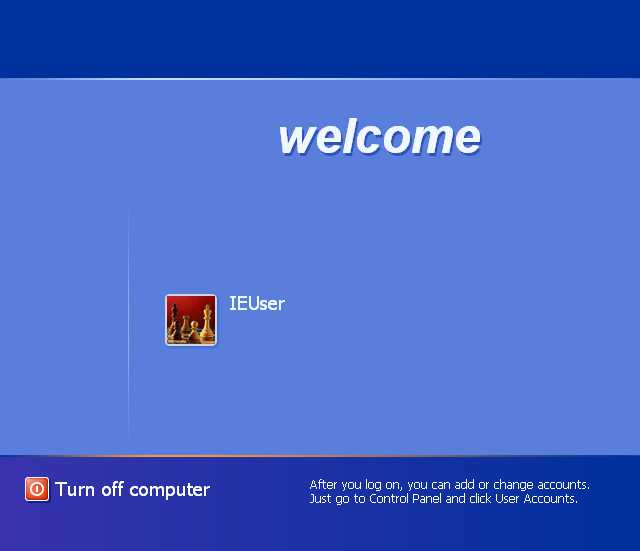 welcome
IEUser
Turn off computer
After you log on, you can add or change accounts.
Just go to Control Panel and click User Accounts.